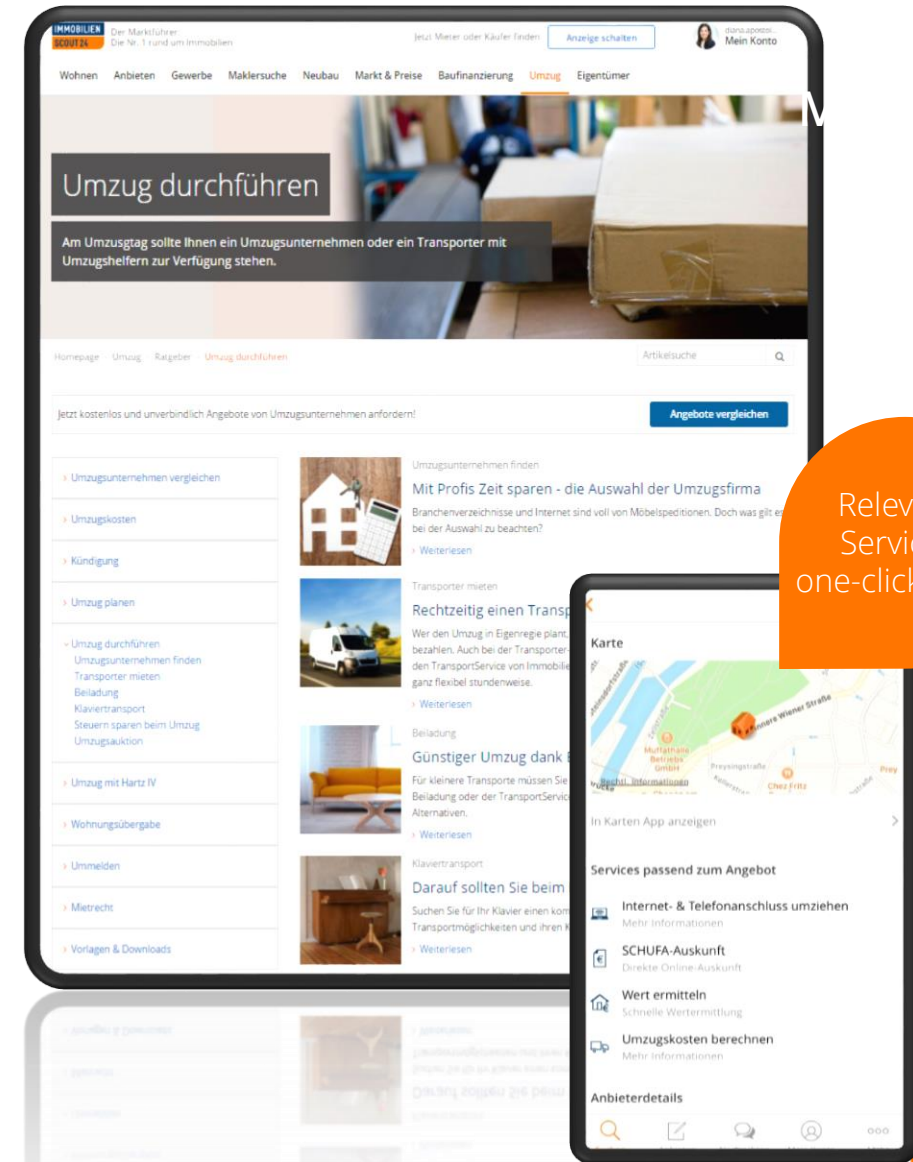 IMMOBILIEN
SCOUT24
Der Marktführer:
Die Nr. 1 rund um Immobilien
Jetzt Mieter oder Käufer finden
Anzeige schalten
Mein Konto
Wohnen Anbieten Gewerbe Maklersuche Neubau Markt & Preise Baufinanzierung Umzug Eigentümer
Umzug durchführen
Am Umzusgtag sollte Ihnen ein Umzugsunternehmen oder ein Transporter mit
Umzugshelfern zur Verfügung stehen.
Homepage Umzug Ratgeber Umzug durchführen
Artikelsuche
Jetzt kostenlos und unverbindlich Angebote von Umzugsunternehmen anfordern!
Angebote vergleichen
› Umzugsunternehmen vergleichen
› Umzugskosten
› Kündigung
› Umzug planen
Umzug durchführen
Umzugsunternehmen finden
Transporter mieten
Beiladung
Klaviertransport
Steuern sparen beim Umzug
Umzugsauktion
› Umzug mit Hartz IV
› Wohnungsübergabe
› Ummelden
› Mietrecht
› Vorlagen & Downloads
Umzugsunternehmen finden
Mit Profis Zeit sparen - die Auswahl der Umzugsfirma
Branchenverzeichnisse und Internet sind voll von Möbelspeditionen. Doch was gilt es
bei der Auswahl zu beachten?
› Weiterlesen
Transporter mieten
Rechtzeitig einen Transp
Wer den Umzug in Eigenregie plant,
bezahlen. Auch bei der Transporter-
den TransportService von Immobilie
ganz flexibel stundenweise.
› Weiterlesen
Beiladung
Günstiger Umzug dank
Für kleinere Transporte müssen Sie
Beiladung oder der TransportService
Alternativen.
› Weiterlesen
Klaviertransport
Darauf sollten Sie beim
Suchen Sie für Ihr Klavier einen kom
Transportmöglichkeiten und ihren K
› Weiterlesen
Relev
Servic
one-click
Karte
Innere Wiener Straße
Muffathalle
Betriebs
GmbH
Preysingstraße
Chez Fritz
Prey
Rechtl. Informationen
In Karten App anzeigen
Services passend zum Angebot
Internet- & Telefonanschluss umziehen
Mehr Informationen
SCHUFA-Auskunft
Direkte Online-Auskunft
Wert ermitteln
Schnelle Wertermittlung
Umzugskosten berechnen
Mehr Informationen
Anbieterdetails